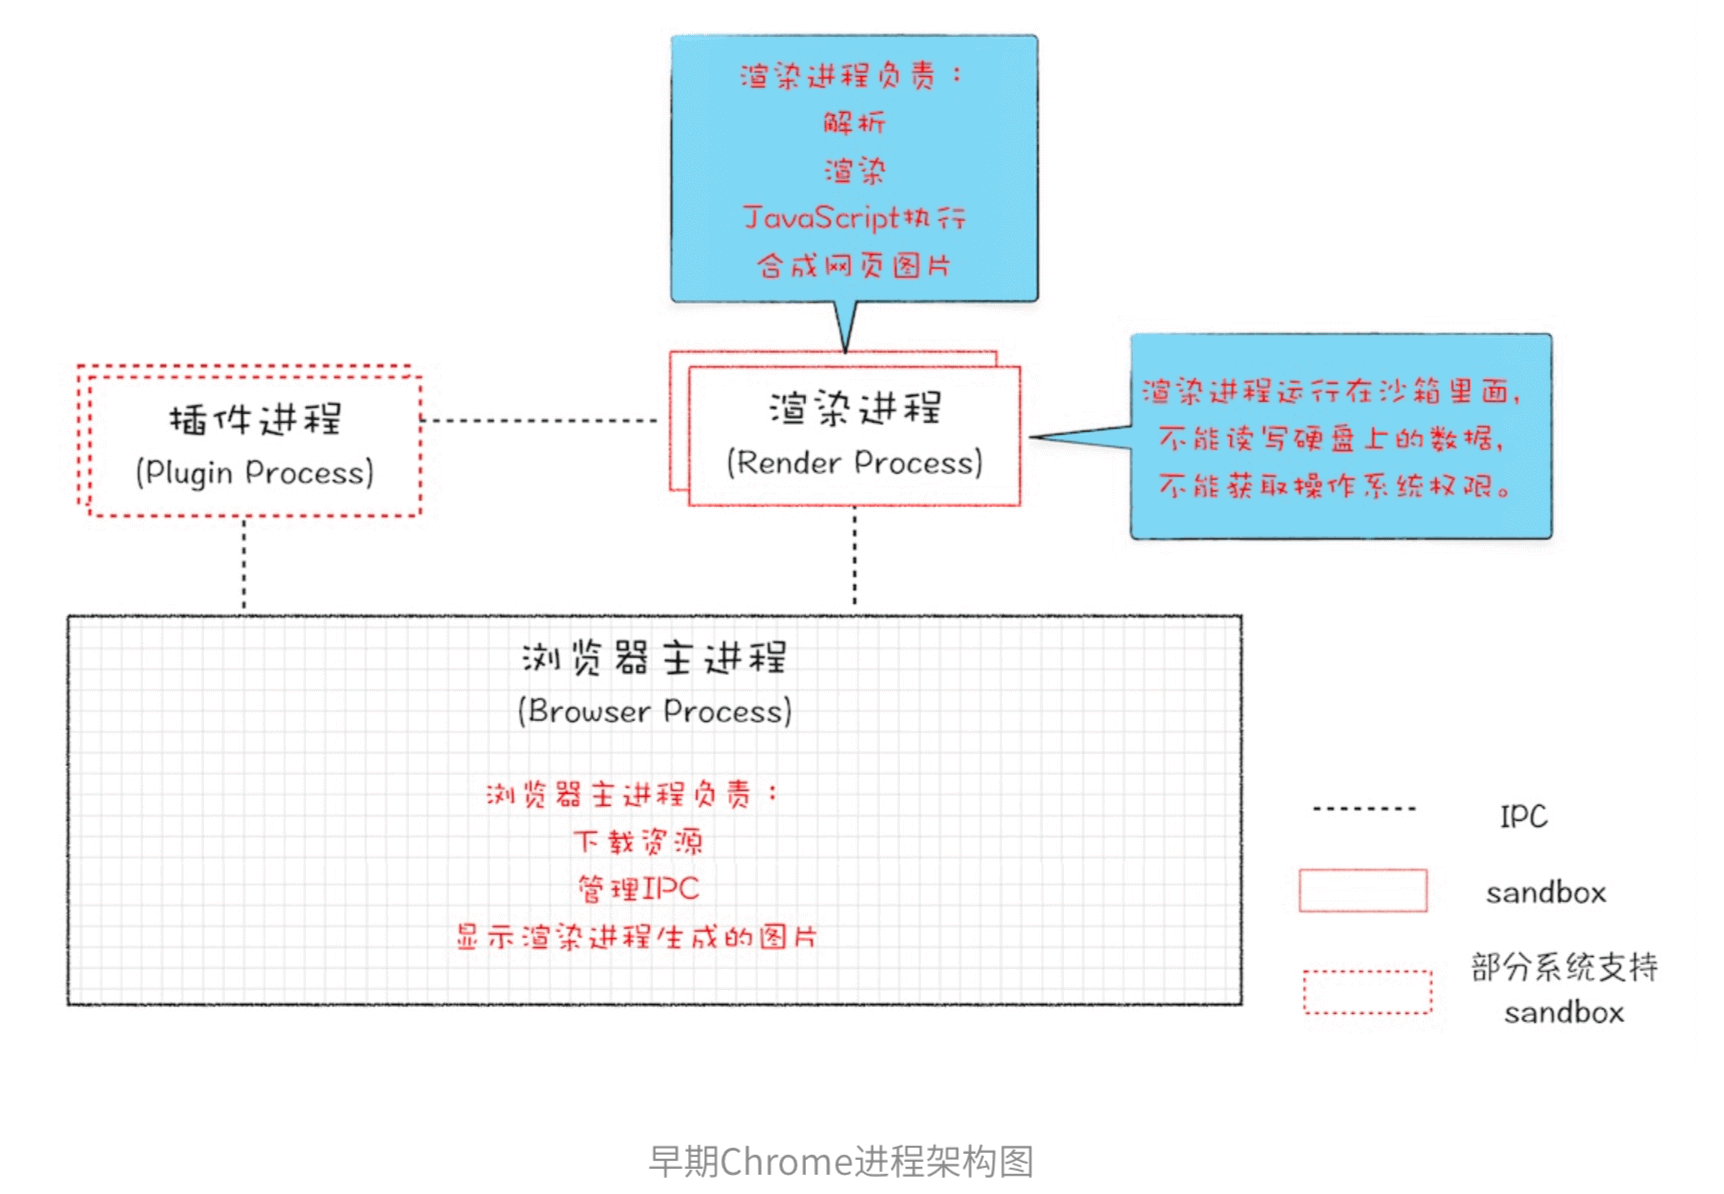 渲染进程负责：
解析
渲染
JavaScript执行
合成网页图片
插件进程
(Plugin Process)
渲染进程
(Render Process)
渲染进程运行在沙箱里面，
不能读写硬盘上的数据，
不能获取操作系统权限。
浏览器主进程
(Browser Process)
浏览器主进程负责：
下载资源
管理IPC
显示渲染进程生成的图片
IPC
sandbox
部分系统支持
sandbox
早期Chrome进程架构图